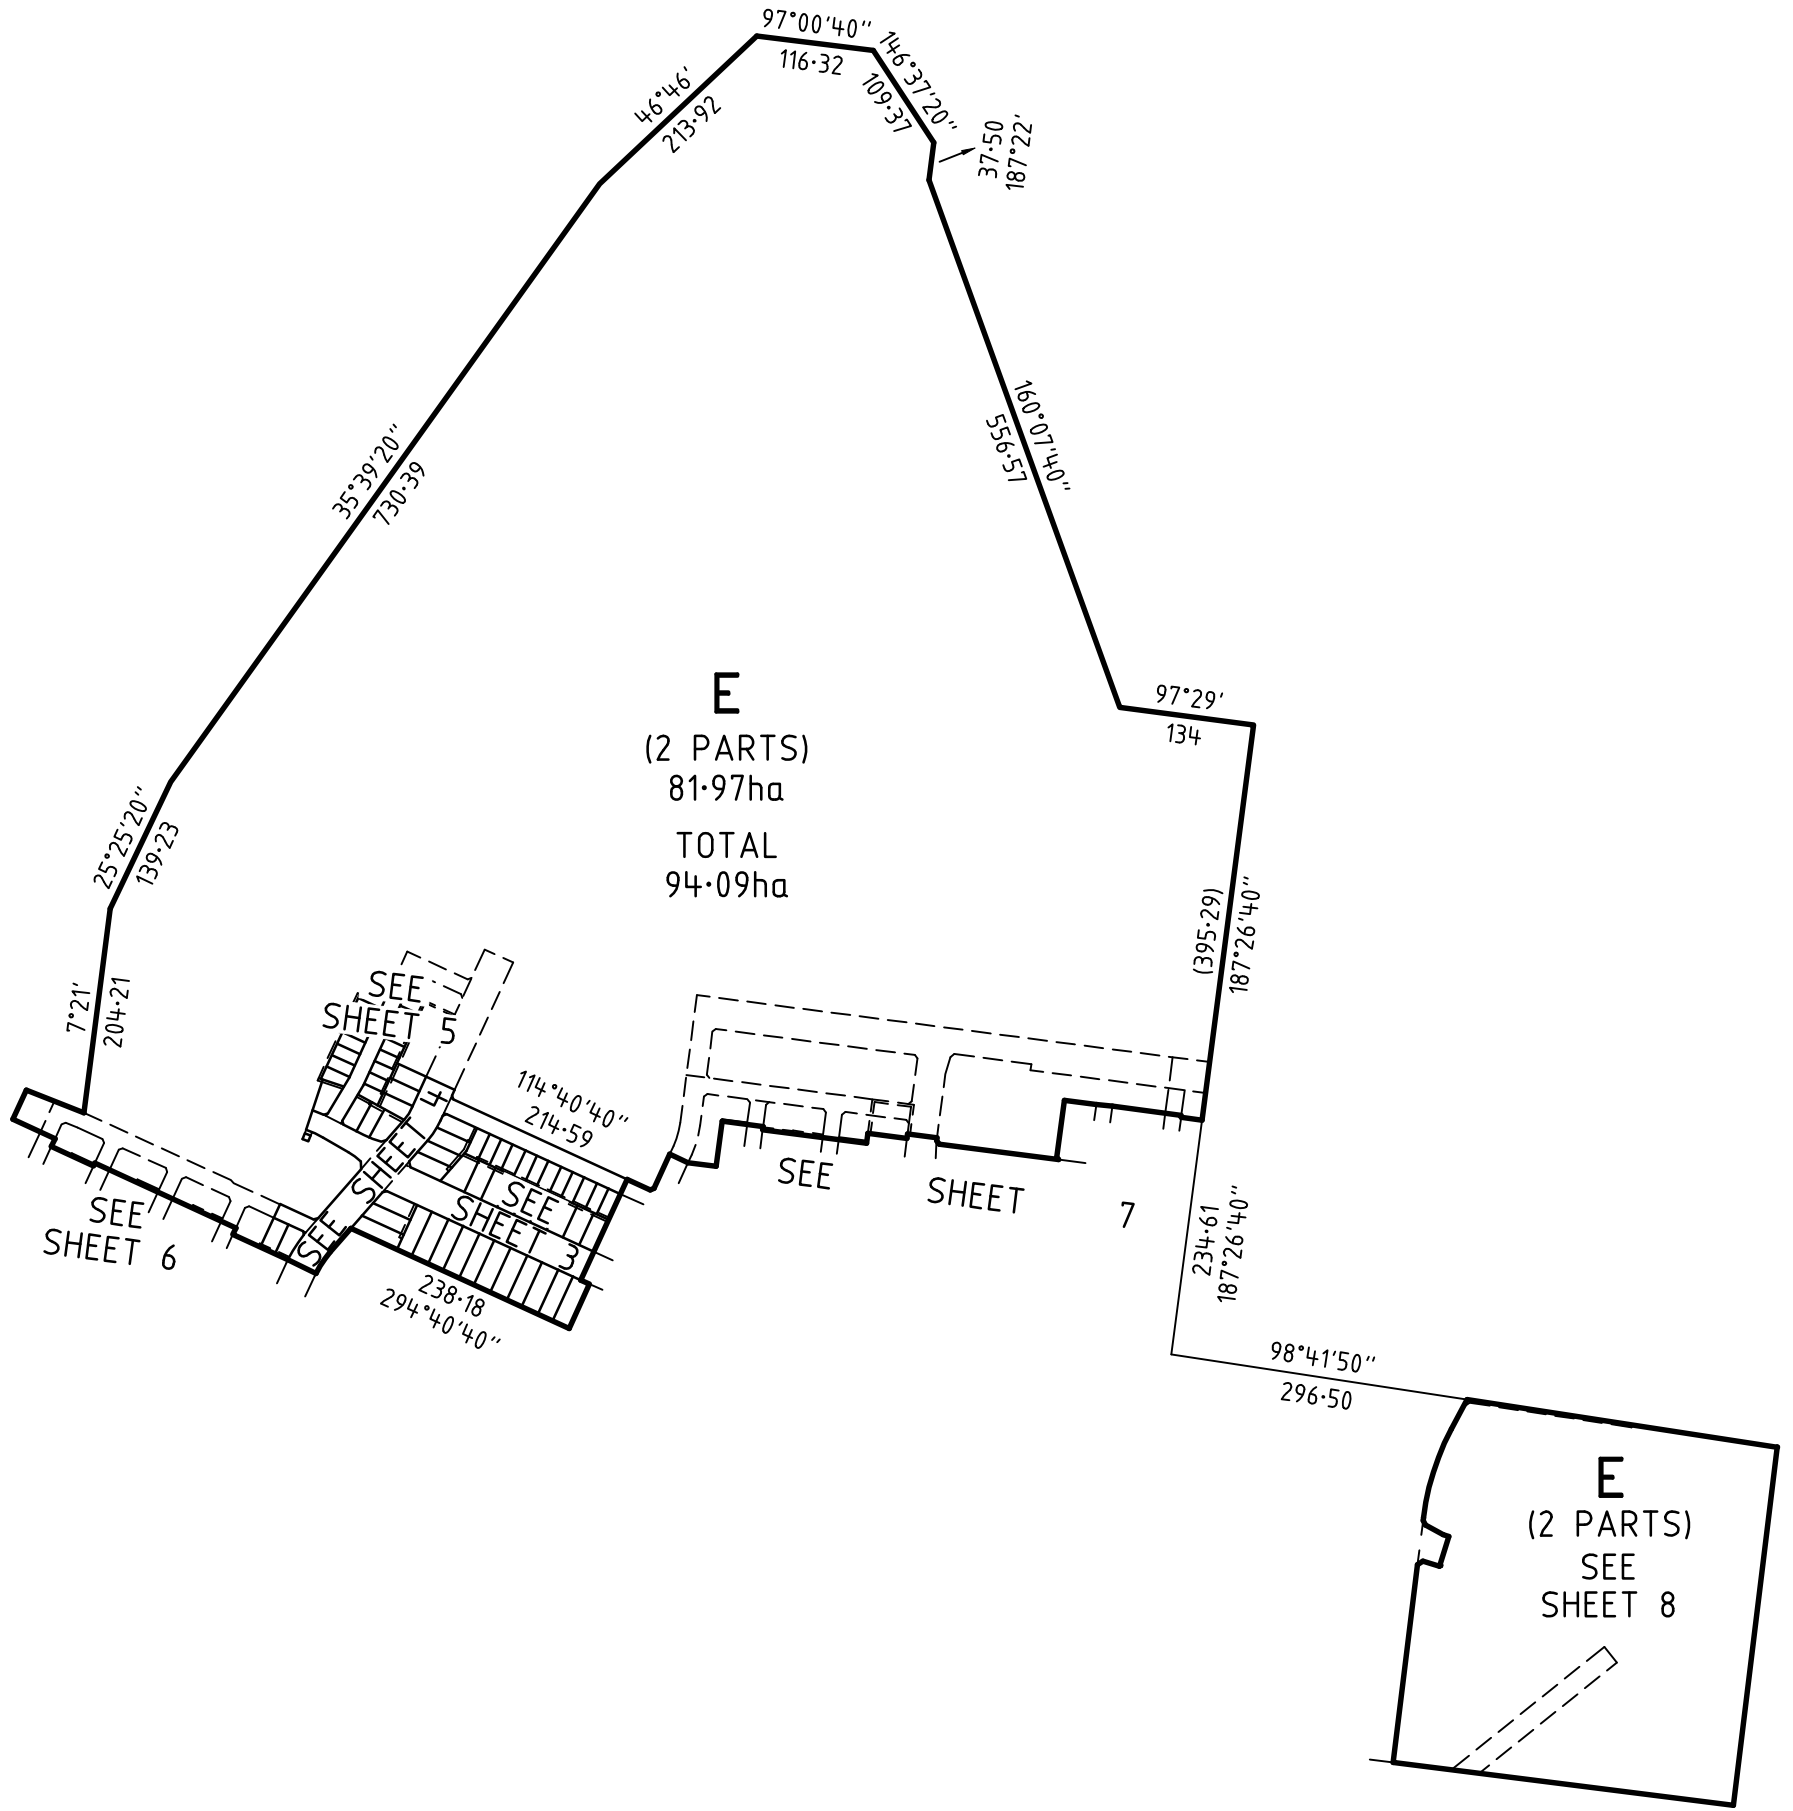 97°00'40"
116·32
146°37'20"
109·37
46°46'
213·92
37·50
187°22'
35°39'20"
730·39
160°07'40"
556·57
E
(2 PARTS)
81·97ha
TOTAL
94·09ha
97°29'
134
25°25'20"
139·23
(395·29)
187°26'40"
7°21'
204·21
SEE
SHEET 5
114°40'40"
214·59
SEE SHEET 4
SEE
SHEET 3
SEE
SHEET 6
238·18
294°40'40"
SEE SHEET 7
234·61
187°26'40"
98°41'50"
296·50
E
(2 PARTS)
SEE
SHEET 8